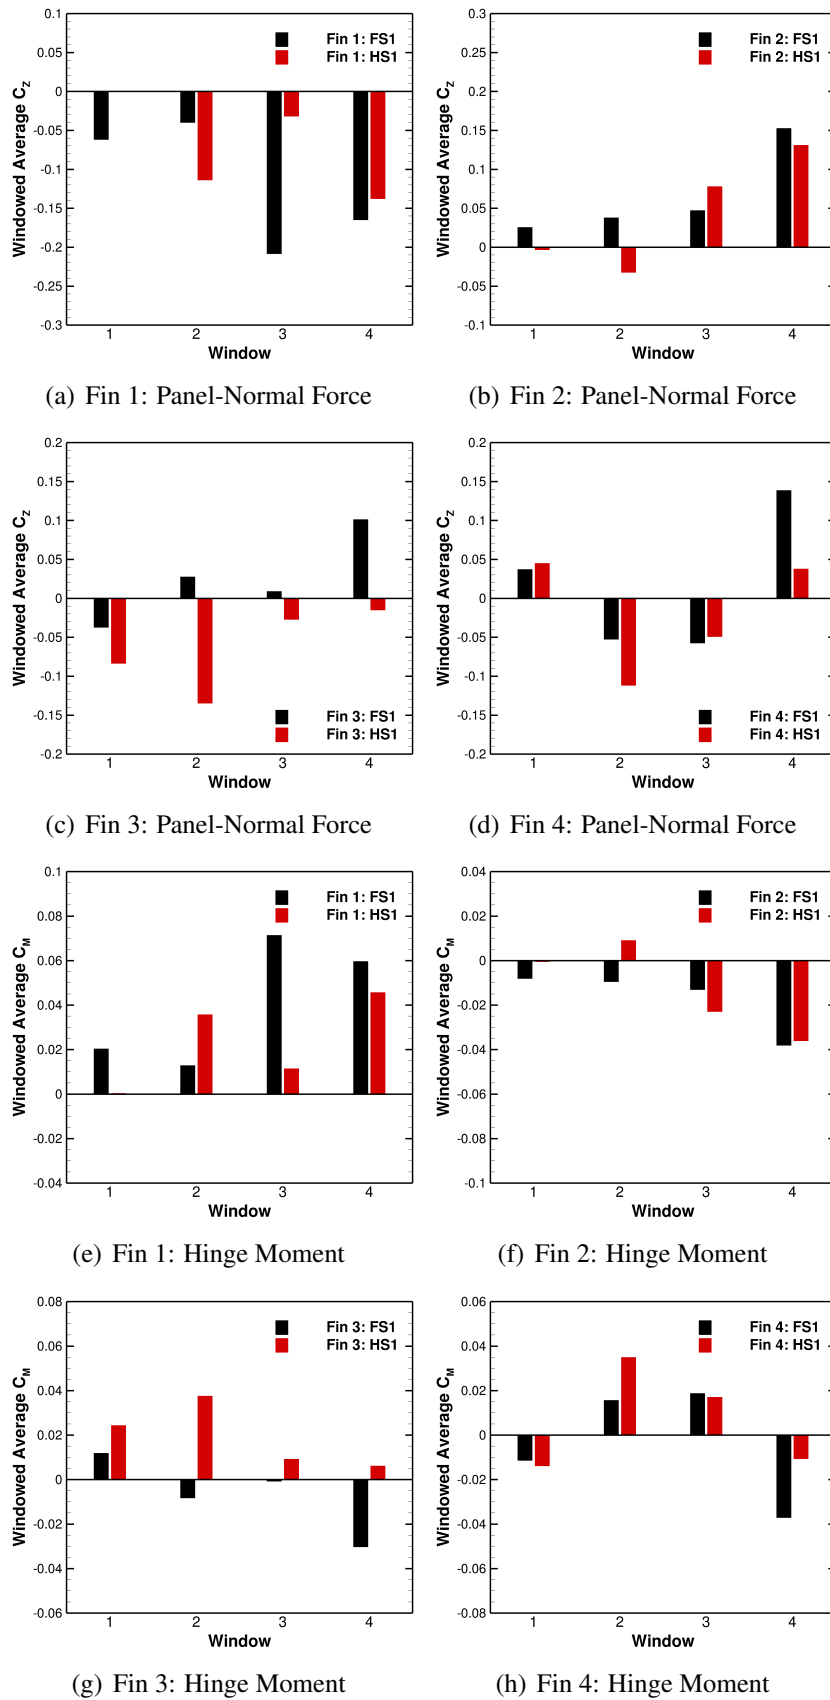 0.1
0.05
0
-0.05
-0.1
-0.15
-0.2
-0.25
-0.3
Windowed Average C_Z
Fin 1: FS1
Fin 1: HS1
1 2 3 4
Window
(a) Fin 1: Panel-Normal Force
0.3
0.25
0.2
0.15
0.1
0.05
0
-0.05
-0.1
Windowed Average C_Z
Fin 2: FS1
Fin 2: HS1
1 2 3 4
Window
(b) Fin 2: Panel-Normal Force
0.2
0.15
0.1
0.05
0
-0.05
-0.1
-0.15
-0.2
Windowed Average C_Z
Fin 3: FS1
Fin 3: HS1
1 2 3 4
Window
(c) Fin 3: Panel-Normal Force
0.2
0.15
0.1
0.05
0
-0.05
-0.1
-0.15
-0.2
Windowed Average C_Z
Fin 4: FS1
Fin 4: HS1
1 2 3 4
Window
(d) Fin 4: Panel-Normal Force
0.1
0.08
0.06
0.04
0.02
0
-0.02
-0.04
Windowed Average C_M
Fin 1: FS1
Fin 1: HS1
1 2 3 4
Window
(e) Fin 1: Hinge Moment
0.04
0.02
0
-0.02
-0.04
-0.06
-0.08
-0.1
Windowed Average C_M
Fin 2: FS1
Fin 2: HS1
1 2 3 4
Window
(f) Fin 2: Hinge Moment
0.08
0.06
0.04
0.02
0
-0.02
-0.04
-0.06
Windowed Average C_M
Fin 3: FS1
Fin 3: HS1
1 2 3 4
Window
(g) Fin 3: Hinge Moment
0.06
0.04
0.02
0
-0.02
-0.04
-0.06
-0.08
Windowed Average C_M
Fin 4: FS1
Fin 4: HS1
1 2 3 4
Window
(h) Fin 4: Hinge Moment